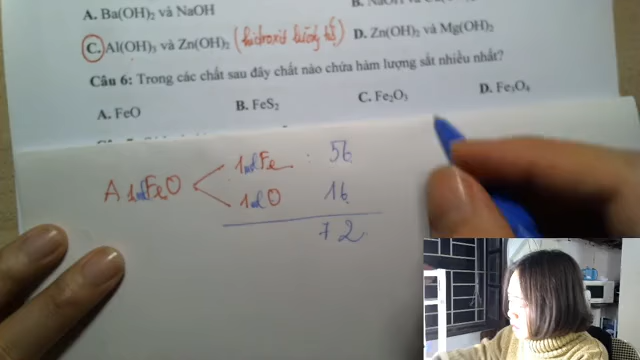 A. Ba(OH)₂ và NaOH
B. NaOH và
C. Al(OH)₃ và Zn(OH)₂ (hidroxit lưỡng tính) D. Zn(OH)₂ và Mg(OH)₂
Câu 6: Trong các chất sau đây chất nào chứa hàm lượng sắt nhiều nhất?
A. FeO B. FeS₂ C. Fe₂O₃ D. Fe₃O₄
1mol Fe : 56
A 1mol FeO
1mol O 16
72